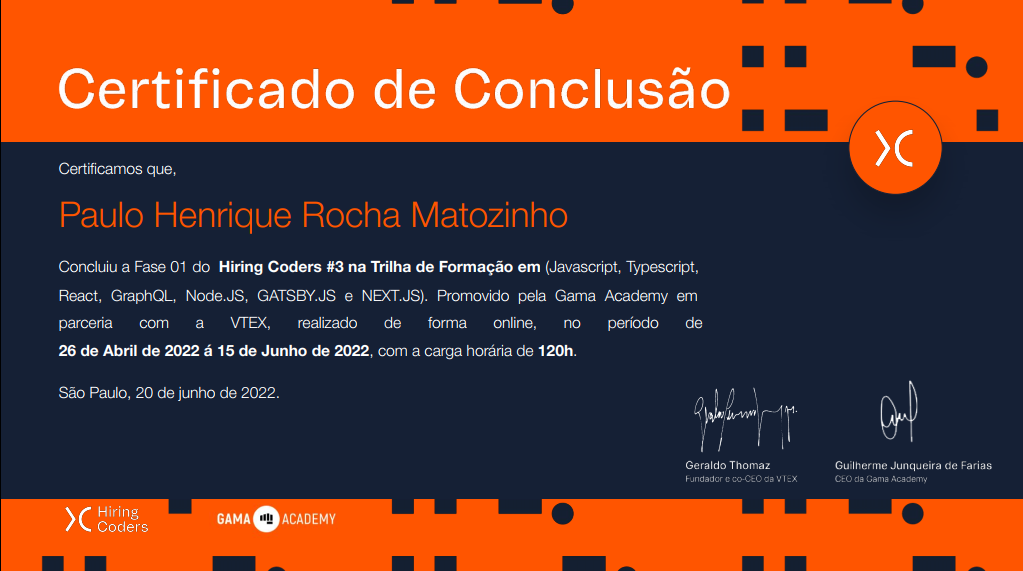 Certificado de Conclusão
Certificamos que,
Paulo Henrique Rocha Matozinho
Concluiu a Fase 01 do Hiring Coders #3 na Trilha de Formação em (Javascript, Typescript,
React, GraphQL, Node.JS, GATSBY.JS e NEXT.JS). Promovido pela Gama Academy em
parceria com a VTEX, realizado de forma online, no período de
26 de Abril de 2022 á 15 de Junho de 2022, com a carga horária de 120h.
São Paulo, 20 de junho de 2022.
Geraldo Thomaz
Fundador e co-CEO da VTEX
Guilherme Junqueira de Farias
CEO da Gama Academy
Hiring
Coders
GAMA ACADEMY